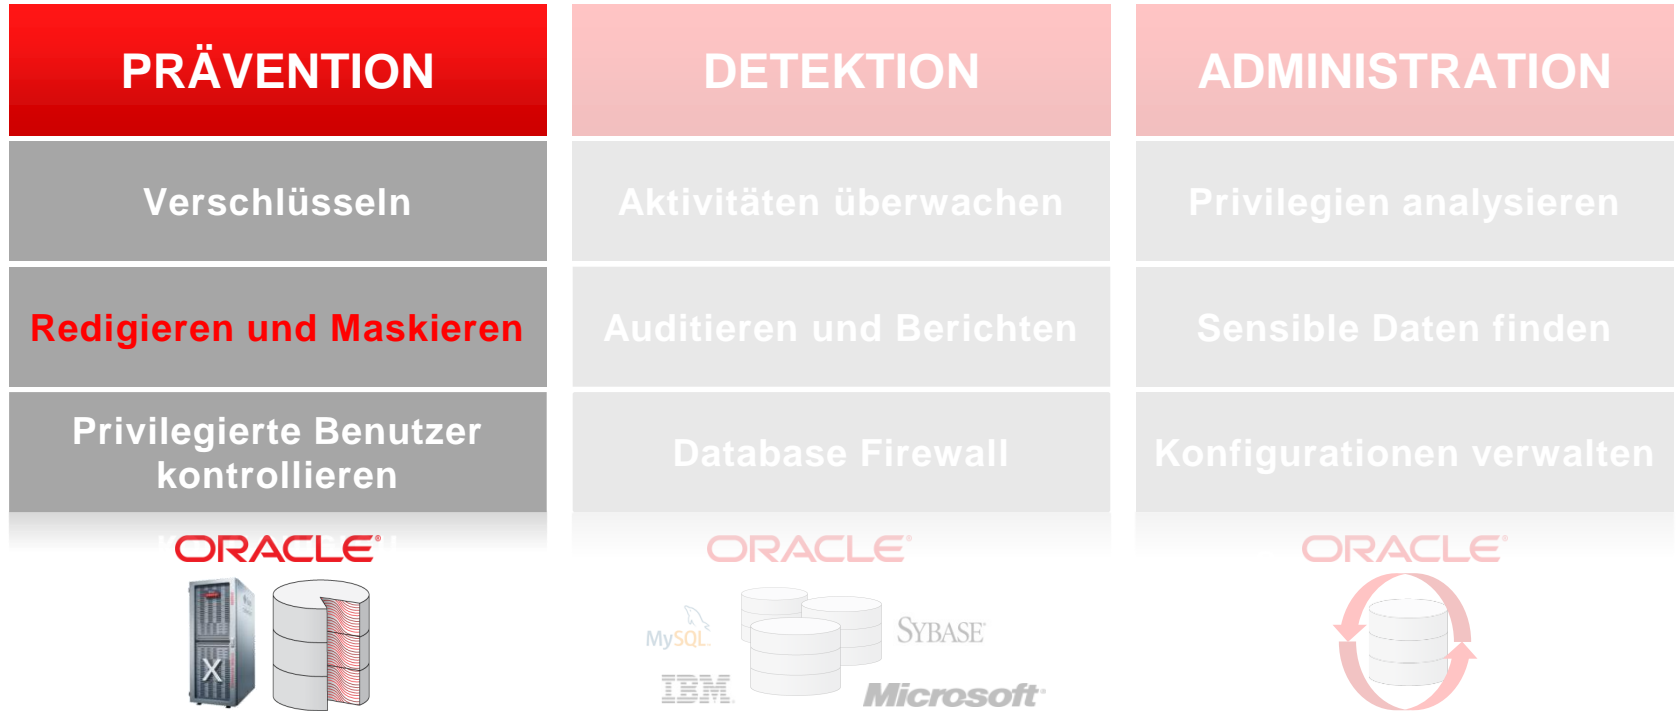 PRÄVENTION
Verschlüsseln
Redigieren und Maskieren
Privilegierte Benutzer
kontrollieren
ORACLE®
X
DETEKTION
Aktivitäten überwachen
Auditieren und Berichten
Database Firewall
ORACLE®
MySQL.
SYBASE®
IBM.
Microsoft®
ADMINISTRATION
Privilegien analysieren
Sensible Daten finden
Konfigurationen verwalten
ORACLE®